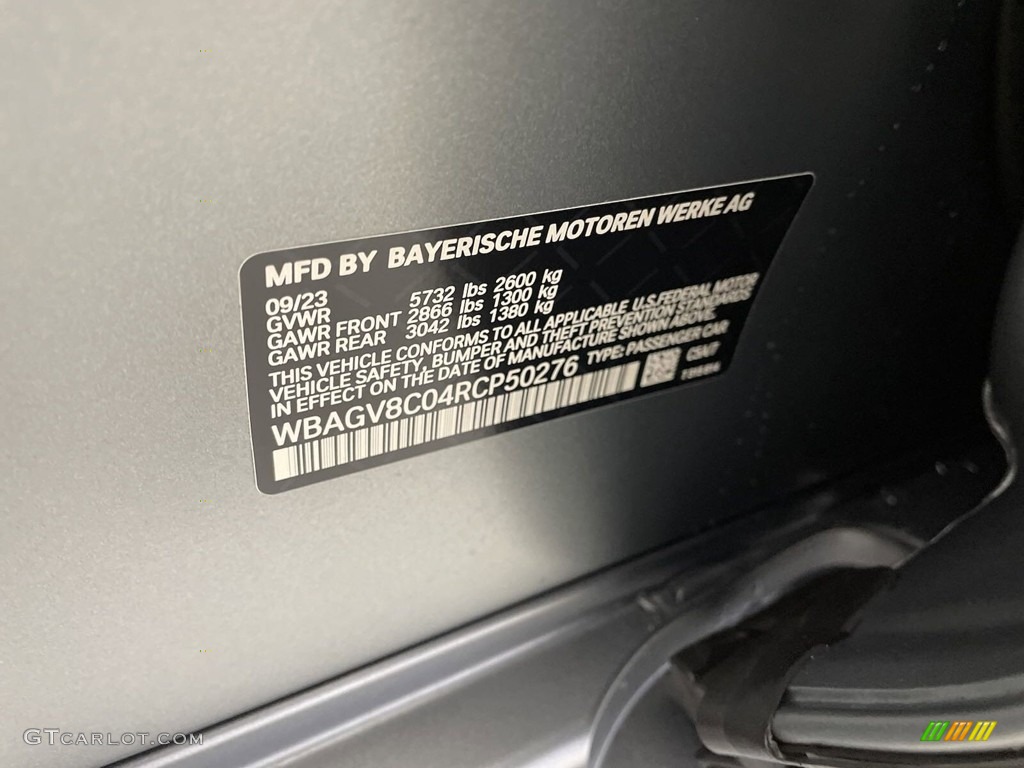 MFD BY BAYERISCHE MOTOREN WERKE AG
09/23
GVWR 5732 lbs 2600 kg
GAWR FRONT 2866 lbs 1300 kg
GAWR REAR 3042 lbs 1380 kg
THIS VEHICLE CONFORMS TO ALL APPLICABLE U.S. FEDERAL MOTOR
VEHICLE SAFETY, BUMPER AND THEFT PREVENTION STANDARDS
IN EFFECT ON THE DATE OF MANUFACTURE SHOWN ABOVE.
WBAGV8C04RCP50276 TYPE: PASSENGER CAR
GTCARLOT.COM